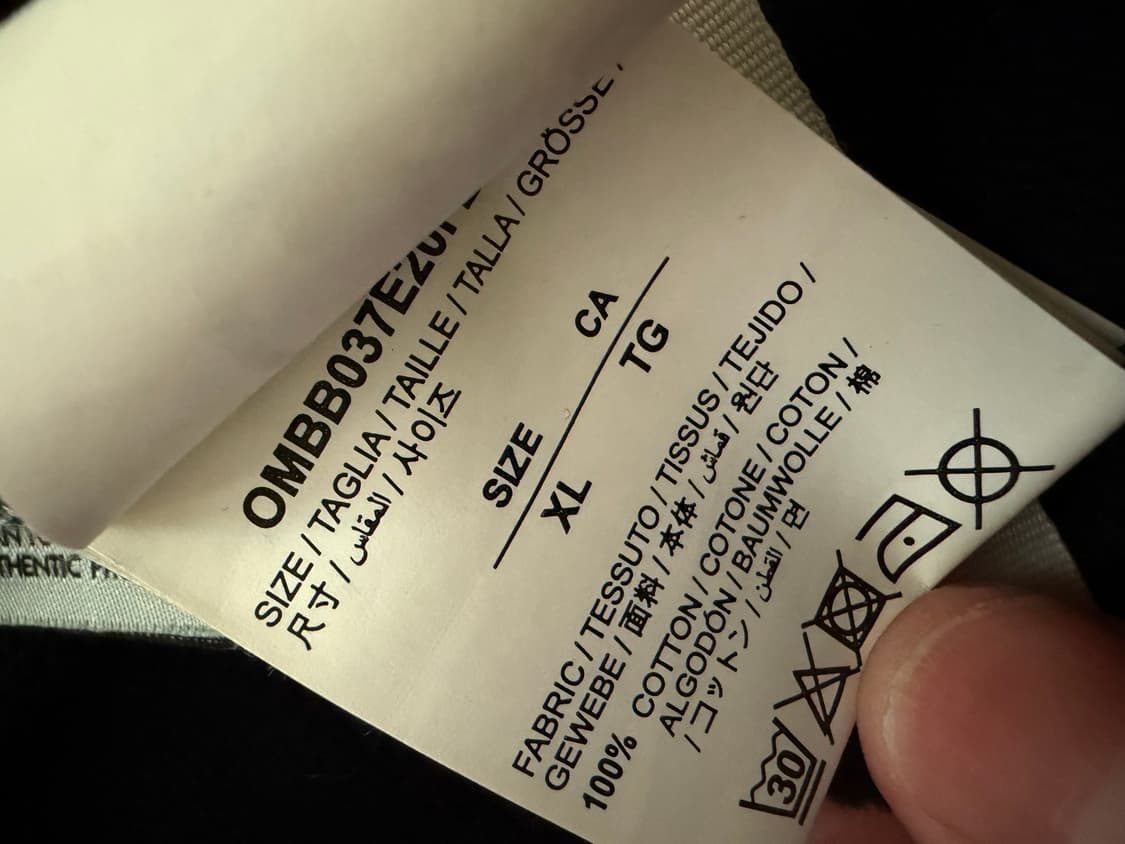 OMBB037E20F
SIZE / TAGLIA / TAILLE / TALLA / GRÖSSE /
尺寸 / المقاس / 사이즈
SIZE CA
XL TG
FABRIC / TESSUTO / TISSUS / TEJIDO /
GEWEBE / 面料 / 本体 / قماش / 원단
100% COTTON / COTONE / COTON /
ALGODÓN / BAUMWOLLE / 棉
/ コットン / القطن / 면
30
THENTIC